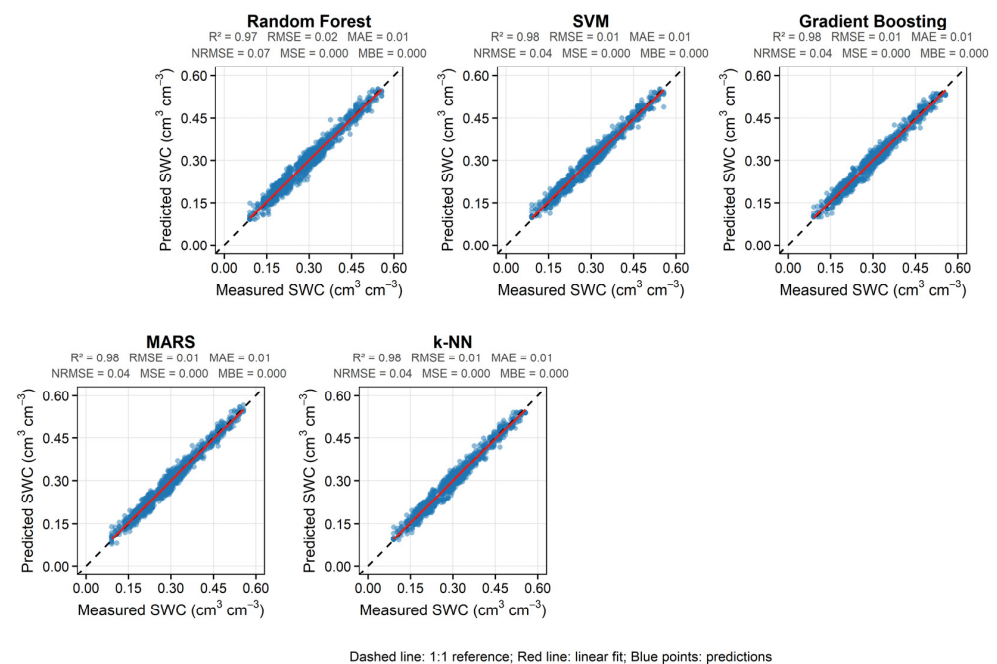 Random Forest
R² = 0.97 RMSE = 0.02 MAE = 0.01
NRMSE = 0.07 MSE = 0.000 MBE = 0.000
Predicted SWC (cm³ cm⁻³)
0.60
0.45
0.30
0.15
0.00
0.00 0.15 0.30 0.45 0.60
Measured SWC (cm³ cm⁻³)
SVM
R² = 0.98 RMSE = 0.01 MAE = 0.01
NRMSE = 0.04 MSE = 0.000 MBE = 0.000
Predicted SWC (cm³ cm⁻³)
0.60
0.45
0.30
0.15
0.00
0.00 0.15 0.30 0.45 0.60
Measured SWC (cm³ cm⁻³)
Gradient Boosting
R² = 0.98 RMSE = 0.01 MAE = 0.01
NRMSE = 0.04 MSE = 0.000 MBE = 0.000
Predicted SWC (cm³ cm⁻³)
0.60
0.45
0.30
0.15
0.00
0.00 0.15 0.30 0.45 0.60
Measured SWC (cm³ cm⁻³)
MARS
R² = 0.98 RMSE = 0.01 MAE = 0.01
NRMSE = 0.04 MSE = 0.000 MBE = 0.000
Predicted SWC (cm³ cm⁻³)
0.60
0.45
0.30
0.15
0.00
0.00 0.15 0.30 0.45 0.60
Measured SWC (cm³ cm⁻³)
k-NN
R² = 0.98 RMSE = 0.01 MAE = 0.01
NRMSE = 0.04 MSE = 0.000 MBE = 0.000
Predicted SWC (cm³ cm⁻³)
0.60
0.45
0.30
0.15
0.00
0.00 0.15 0.30 0.45 0.60
Measured SWC (cm³ cm⁻³)
Dashed line: 1:1 reference; Red line: linear fit; Blue points: predictions